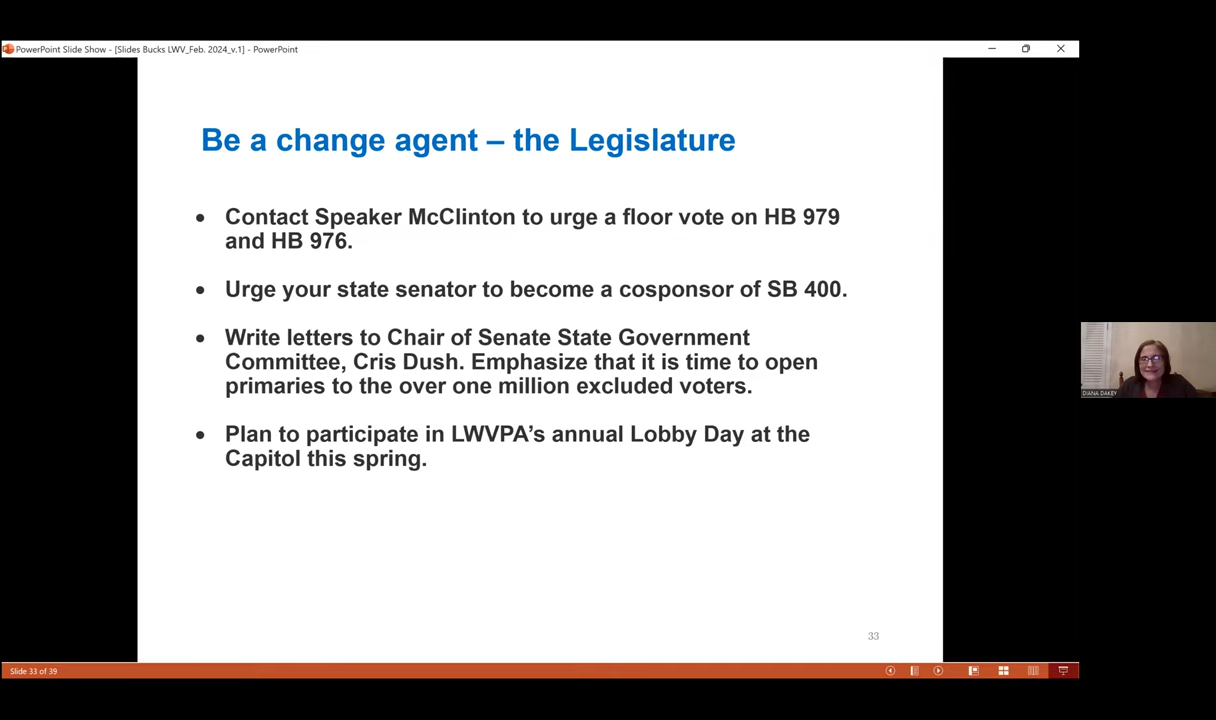 PowerPoint Slide Show - [Slides Bucks LWV_Feb. 2024_v.1] - PowerPoint
Be a change agent – the Legislature
• Contact Speaker McClinton to urge a floor vote on HB 979
and HB 976.
• Urge your state senator to become a cosponsor of SB 400.
• Write letters to Chair of Senate State Government
Committee, Cris Dush. Emphasize that it is time to open
primaries to the over one million excluded voters.
• Plan to participate in LWVPA’s annual Lobby Day at the
Capitol this spring.
33
DIANA DAKEY
Slide 33 of 39